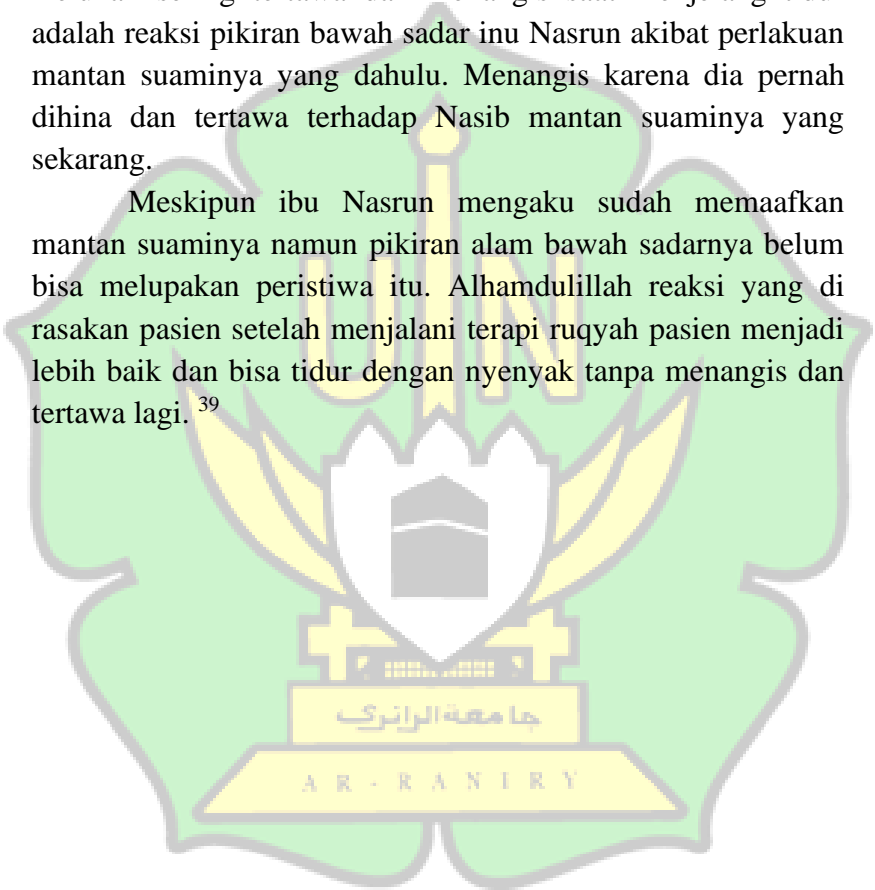 adalah reaksi pikiran bawah sadar inu Nasrun akibat perlakuan
mantan suaminya yang dahulu. Menangis karena dia pernah
dihina dan tertawa terhadap Nasib mantan suaminya yang
sekarang.
Meskipun ibu Nasrun mengaku sudah memaafkan
mantan suaminya namun pikiran alam bawah sadarnya belum
bisa melupakan peristiwa itu. Alhamdulillah reaksi yang di
rasakan pasien setelah menjalani terapi ruqyah pasien menjadi
lebih baik dan bisa tidur dengan nyenyak tanpa menangis dan
tertawa lagi. 39
UIN
جامعة الرانري
AR-RANIRY